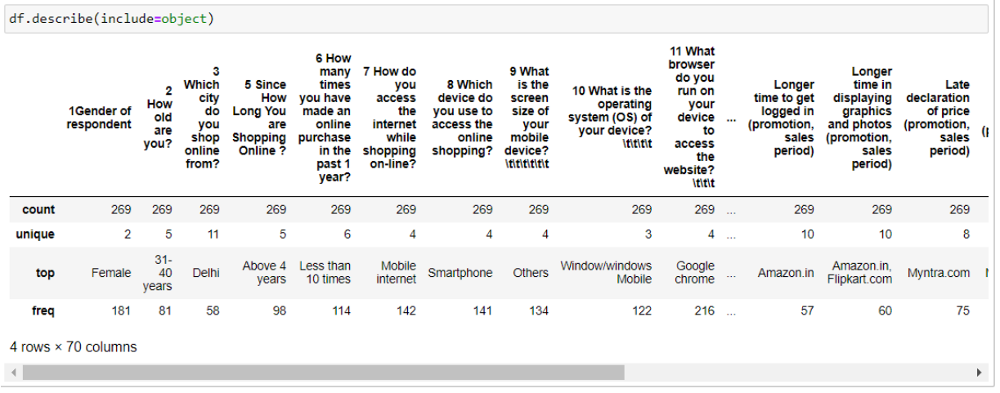 df.describe(include=object)
1Gender of respondent	2 How old are you?	3 Which city do you shop online from?	5 Since How Long You are Shopping Online ?	6 How many times you have made an online purchase in the past 1 year?	7 How do you access the internet while shopping on-line?	8 Which device do you use to access the online shopping?	9 What is the screen size of your mobile device?\t\t\t\t\t\t	10 What is the operating system (OS) of your device?\t\t\t\t	11 What browser do you run on your device to access the website?\t\t\t	...	Longer time to get logged in (promotion, sales period)	Longer time in displaying graphics and photos (promotion, sales period)	Late declaration of price (promotion, sales period)
count	269	269	269	269	269	269	269	269	269	269	...	269	269	269
unique	2	5	11	5	6	4	4	4	3	4	...	10	10	8
top	Female	31-40 years	Delhi	Above 4 years	Less than 10 times	Mobile internet	Smartphone	Others	Window/windows Mobile	Google chrome	...	Amazon.in	Amazon.in, Flipkart.com	Myntra.com
freq	181	81	58	98	114	142	141	134	122	216	...	57	60	75
4 rows × 70 columns